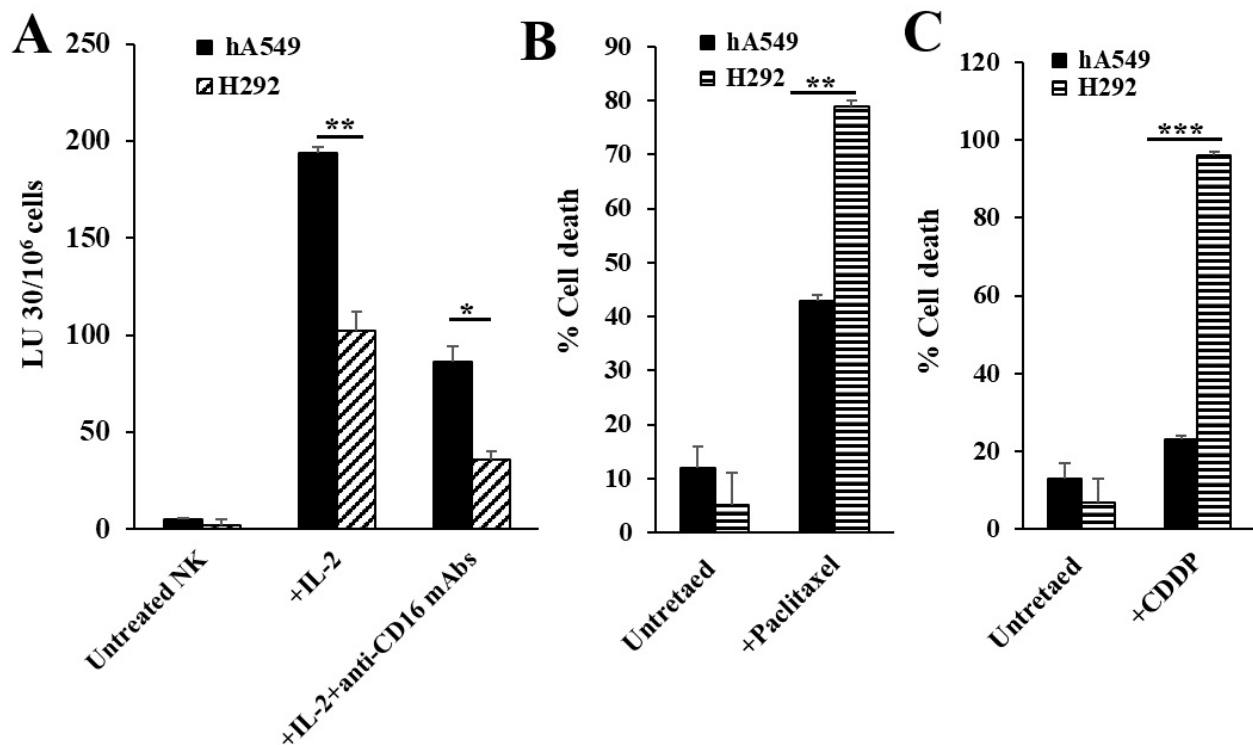 A
250
200
150
100
50
0
LU 30/10⁶ cells
hA549
H292
**
*
Untreated NK
+IL-2
+IL-2+anti-CD16 mAbs
B
90
80
70
60
50
40
30
20
10
0
% Cell death
hA549
H292
**
Untretaed
+Paclitaxel
C
120
100
80
60
40
20
0
% Cell death
hA549
H292
***
Untretaed
+CDDP